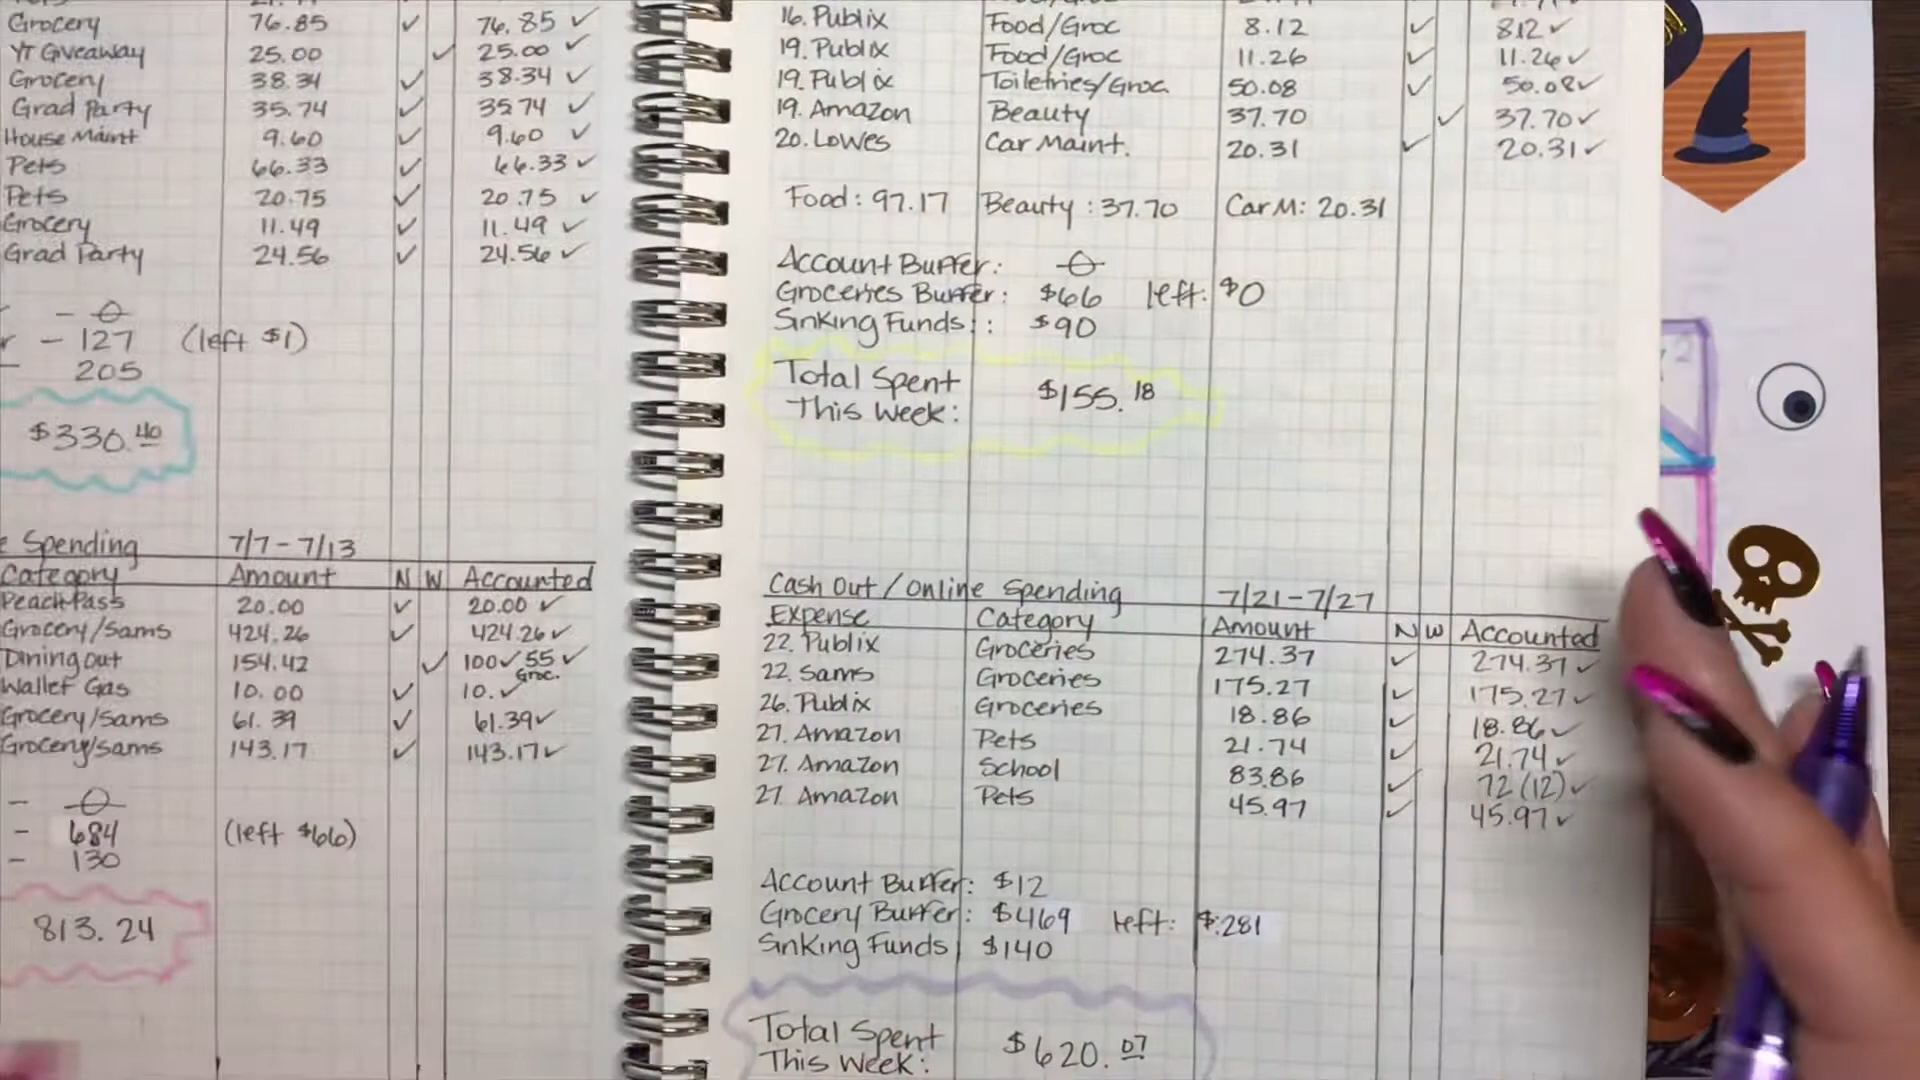 Grocery 76.85 ✓ 76.85 ✓
YT Giveaway 25.00 ✓ 25.00 ✓
Grocery 38.34 ✓ 38.34 ✓
Grad Party 35.74 ✓ 35.74 ✓
House Maint 9.60 ✓ 9.60 ✓
Pets 66.33 ✓ 66.33 ✓
Pets 20.75 ✓ 20.75 ✓
Grocery 11.49 ✓ 11.49 ✓
Grad Party 24.56 ✓ 24.56 ✓
- 0
- 127 (left $1)
205
$330.40
Spending 7/7 - 7/13
Category Amount N W Accounted
PeachPass 20.00 ✓ 20.00 ✓
Grocery/Sams 424.26 ✓ 424.26 ✓
Dining out 154.42 ✓ 100 ✓ 55 ✓
Groc.
Wallet Gas 10.00 ✓ 10. ✓
Grocery/Sams 61.39 ✓ 61.39 ✓
Grocery/Sams 143.17 ✓ 143.17 ✓
- 0
- 684 (left $66)
- 130
813.24
16. Publix Food/Groc 8.12 ✓ 8.12 ✓
19. Publix Food/Groc 11.26 ✓ 11.26 ✓
19. Publix Toiletries/Groc. 50.08 ✓ 50.08 ✓
19. Amazon Beauty 37.70 ✓ 37.70 ✓
20. Lowes Car Maint. 20.31 ✓ 20.31 ✓
Food: 97.17 Beauty: 37.70 Car M: 20.31
Account Buffer: 0
Groceries Buffer: $66 left: $0
Sinking Funds: $90
Total Spent
This Week: $155.18
Cash Out / Online Spending 7/21 - 7/27
Expense Category Amount N W Accounted
22. Publix Groceries 274.37 ✓ 274.37 ✓
22. Sams Groceries 175.27 ✓ 175.27 ✓
26. Publix Groceries 18.86 ✓ 18.86 ✓
27. Amazon Pets 21.74 ✓ 21.74 ✓
27. Amazon School 83.86 ✓ 72 (12) ✓
27. Amazon Pets 45.97 ✓ 45.97 ✓
Account Buffer: $12
Grocery Buffer: $469 left: $281
Sinking Funds $140
Total Spent
This Week: $620.07